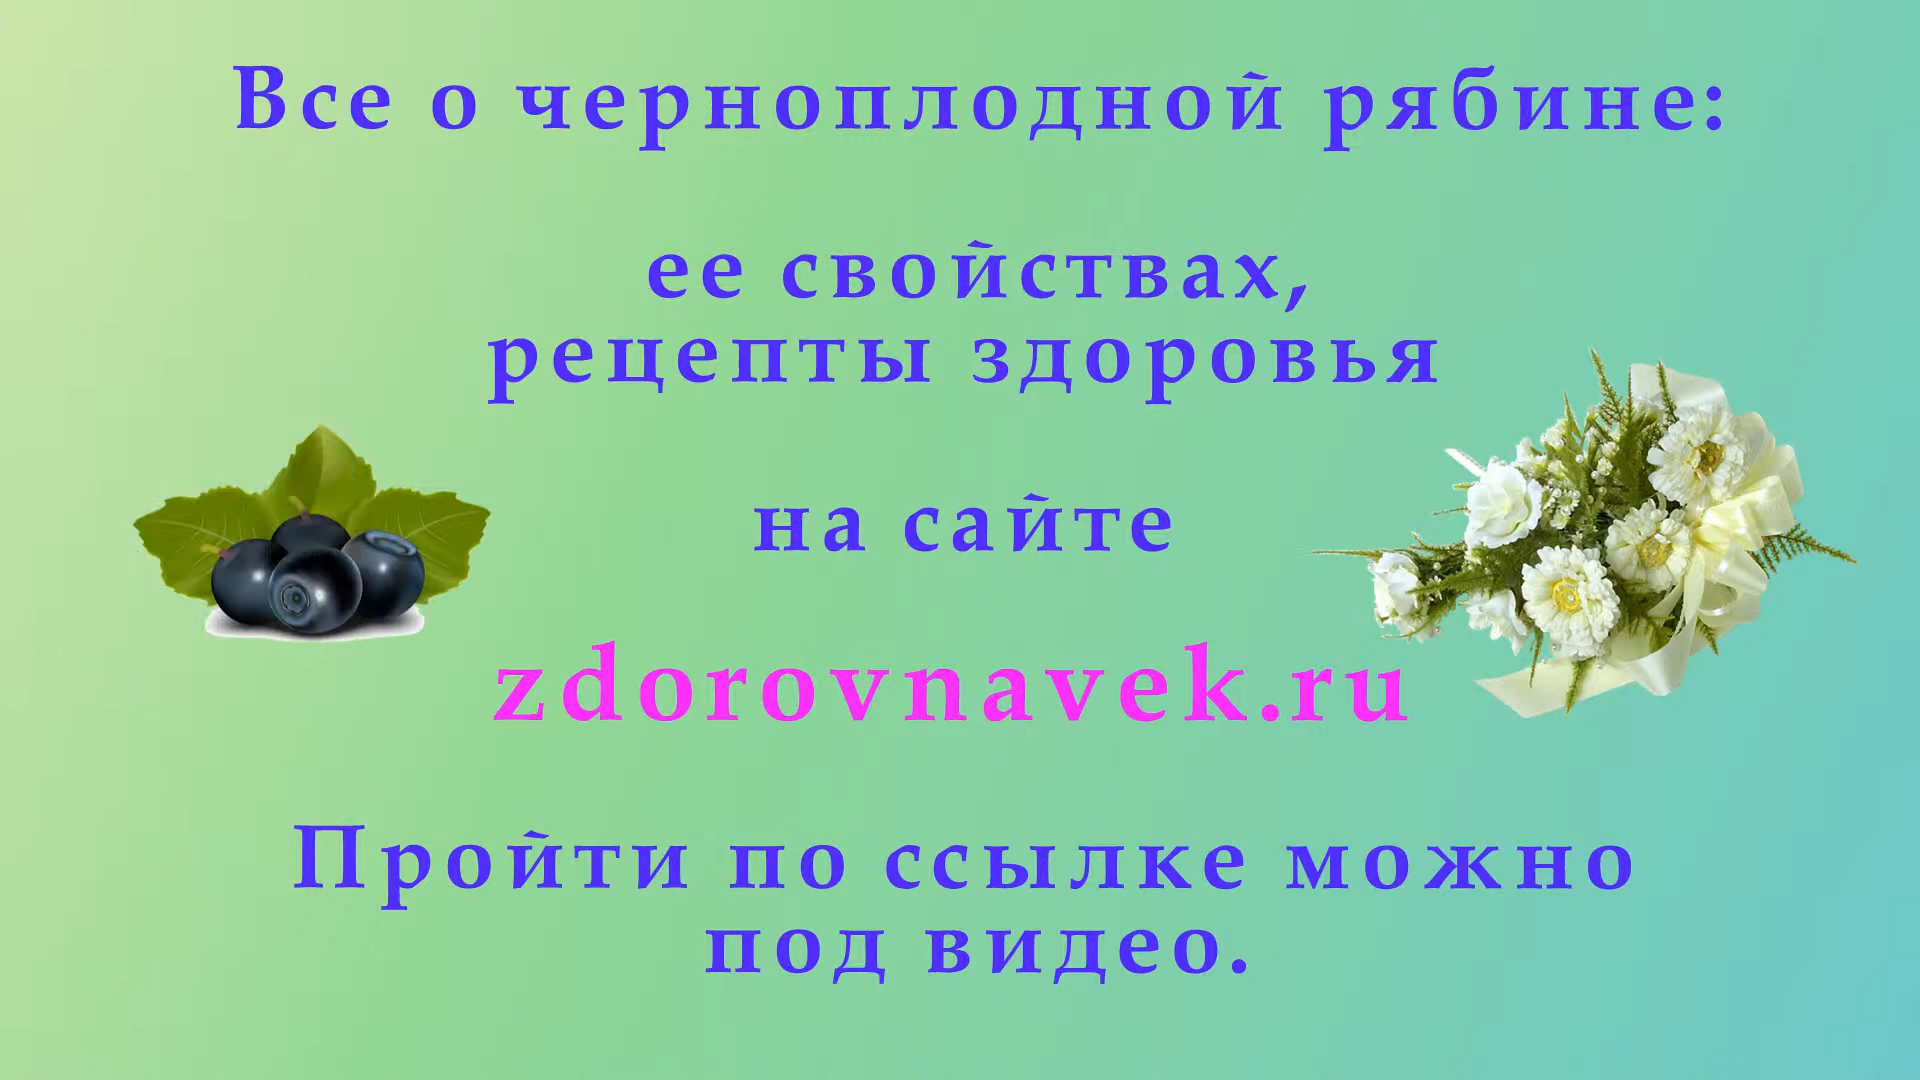 Все о черноплодной рябине:
ее свойствах,
рецепты здоровья
на сайте
zdorovnavek.ru
Пройти по ссылке можно
под видео.